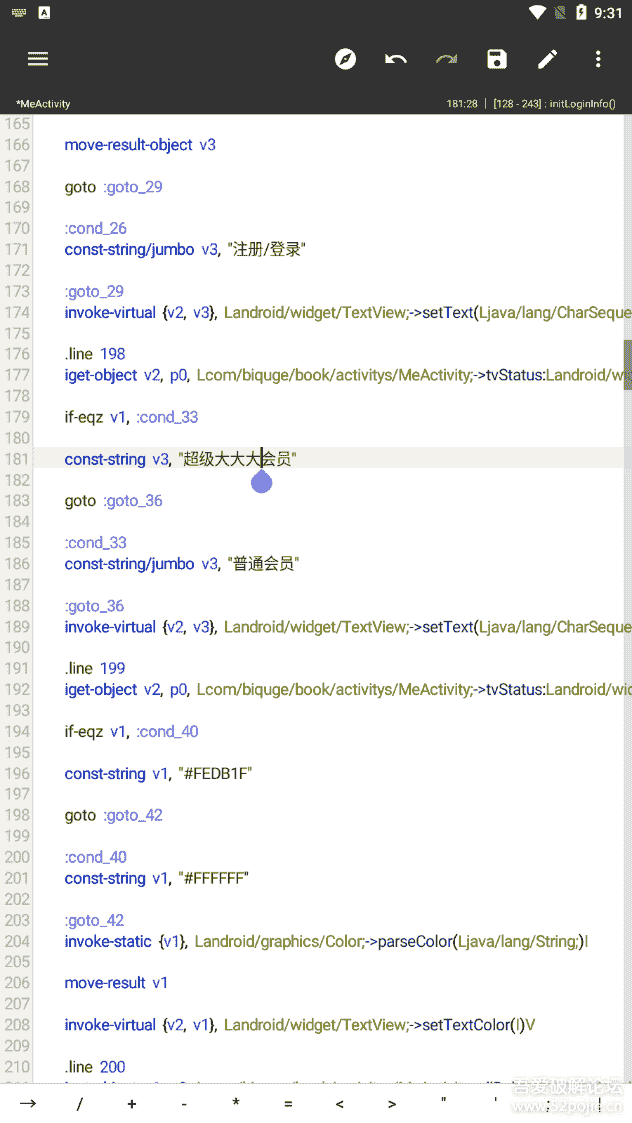 A
9:31
*MeActivity
181:28 | [128 - 243] : initLoginInfo()
165
166 move-result-object v3
167
168 goto :goto_29
169
170 :cond_26
171 const-string/jumbo v3, "注册/登录"
172
173 :goto_29
174 invoke-virtual {v2, v3}, Landroid/widget/TextView;->setText(Ljava/lang/CharSeque
175
176 .line 198
177 iget-object v2, p0, Lcom/biquge/book/activitys/MeActivity;->tvStatus:Landroid/wid
178
179 if-eqz v1, :cond_33
180
181 const-string v3, "超级大大大会员"
182
183 goto :goto_36
184
185 :cond_33
186 const-string/jumbo v3, "普通会员"
187
188 :goto_36
189 invoke-virtual {v2, v3}, Landroid/widget/TextView;->setText(Ljava/lang/CharSeque
190
191 .line 199
192 iget-object v2, p0, Lcom/biquge/book/activitys/MeActivity;->tvStatus:Landroid/wid
193
194 if-eqz v1, :cond_40
195
196 const-string v1, "#FEDB1F"
197
198 goto :goto_42
199
200 :cond_40
201 const-string v1, "#FFFFFF"
202
203 :goto_42
204 invoke-static {v1}, Landroid/graphics/Color;->parseColor(Ljava/lang/String;)I
205
206 move-result v1
207
208 invoke-virtual {v2, v1}, Landroid/widget/TextView;->setTextColor(I)V
209
210 .line 200
→ / + - * = < > " ' ; !
吾爱破解论坛
www.52pojie.cn